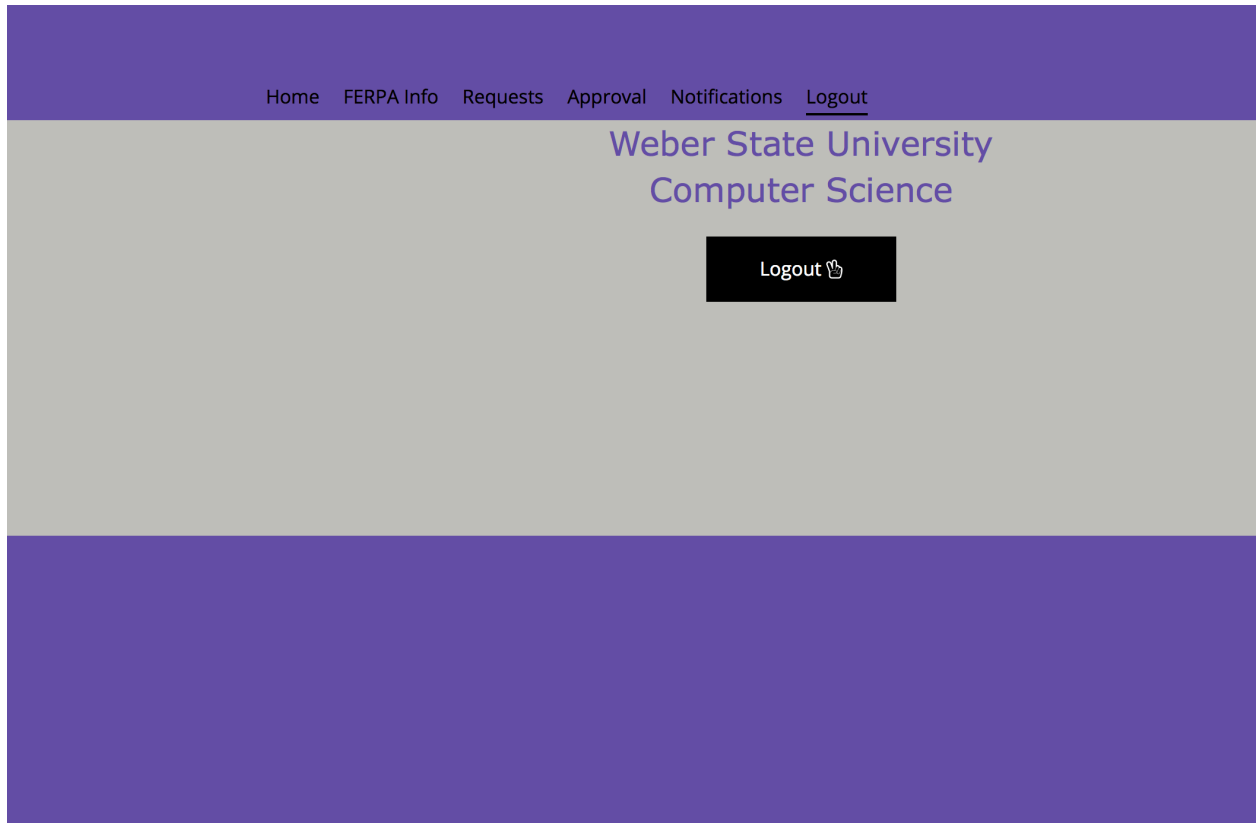 Home FERPA Info Requests Approval Notifications Logout
Weber State University
Computer Science
Logout